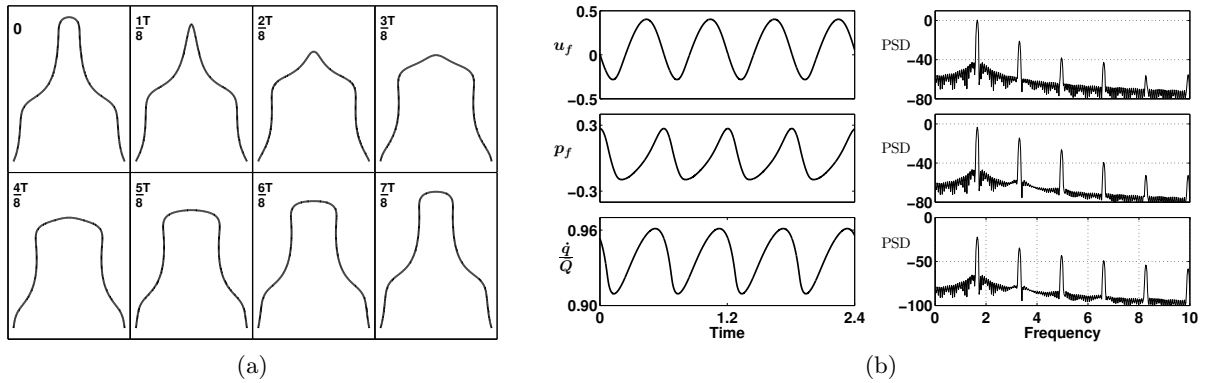 0
1T
8
2T
8
3T
8
4T
8
5T
8
6T
8
7T
8
(a)
0.5
u_f
0
−0.5
0.3
p_f
−0.3
0.96
q̇
Q
0.90
0 1.2 2.4
Time
0
PSD
−40
−80
0
PSD
−40
−80
0
PSD
−50
−100
0 2 4 6 8 10
Frequency
(b)